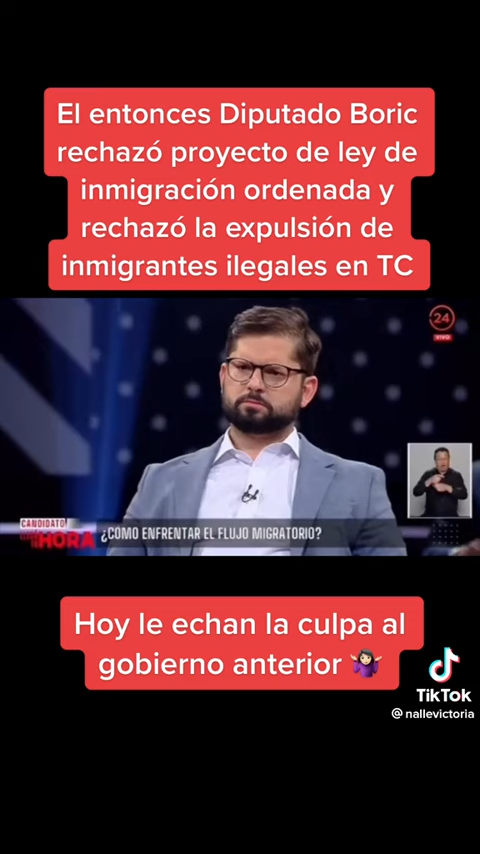 El entonces Diputado Boric
rechazó proyecto de ley de
inmigración ordenada y
rechazó la expulsión de
inmigrantes ilegales en TC
24
VIVO
CANDIDATO
HORA
¿COMO ENFRENTAR EL FLUJO MIGRATORIO?
Hoy le echan la culpa al
gobierno anterior 🤷🏻‍♀️
TikTok
@ nallevictoria